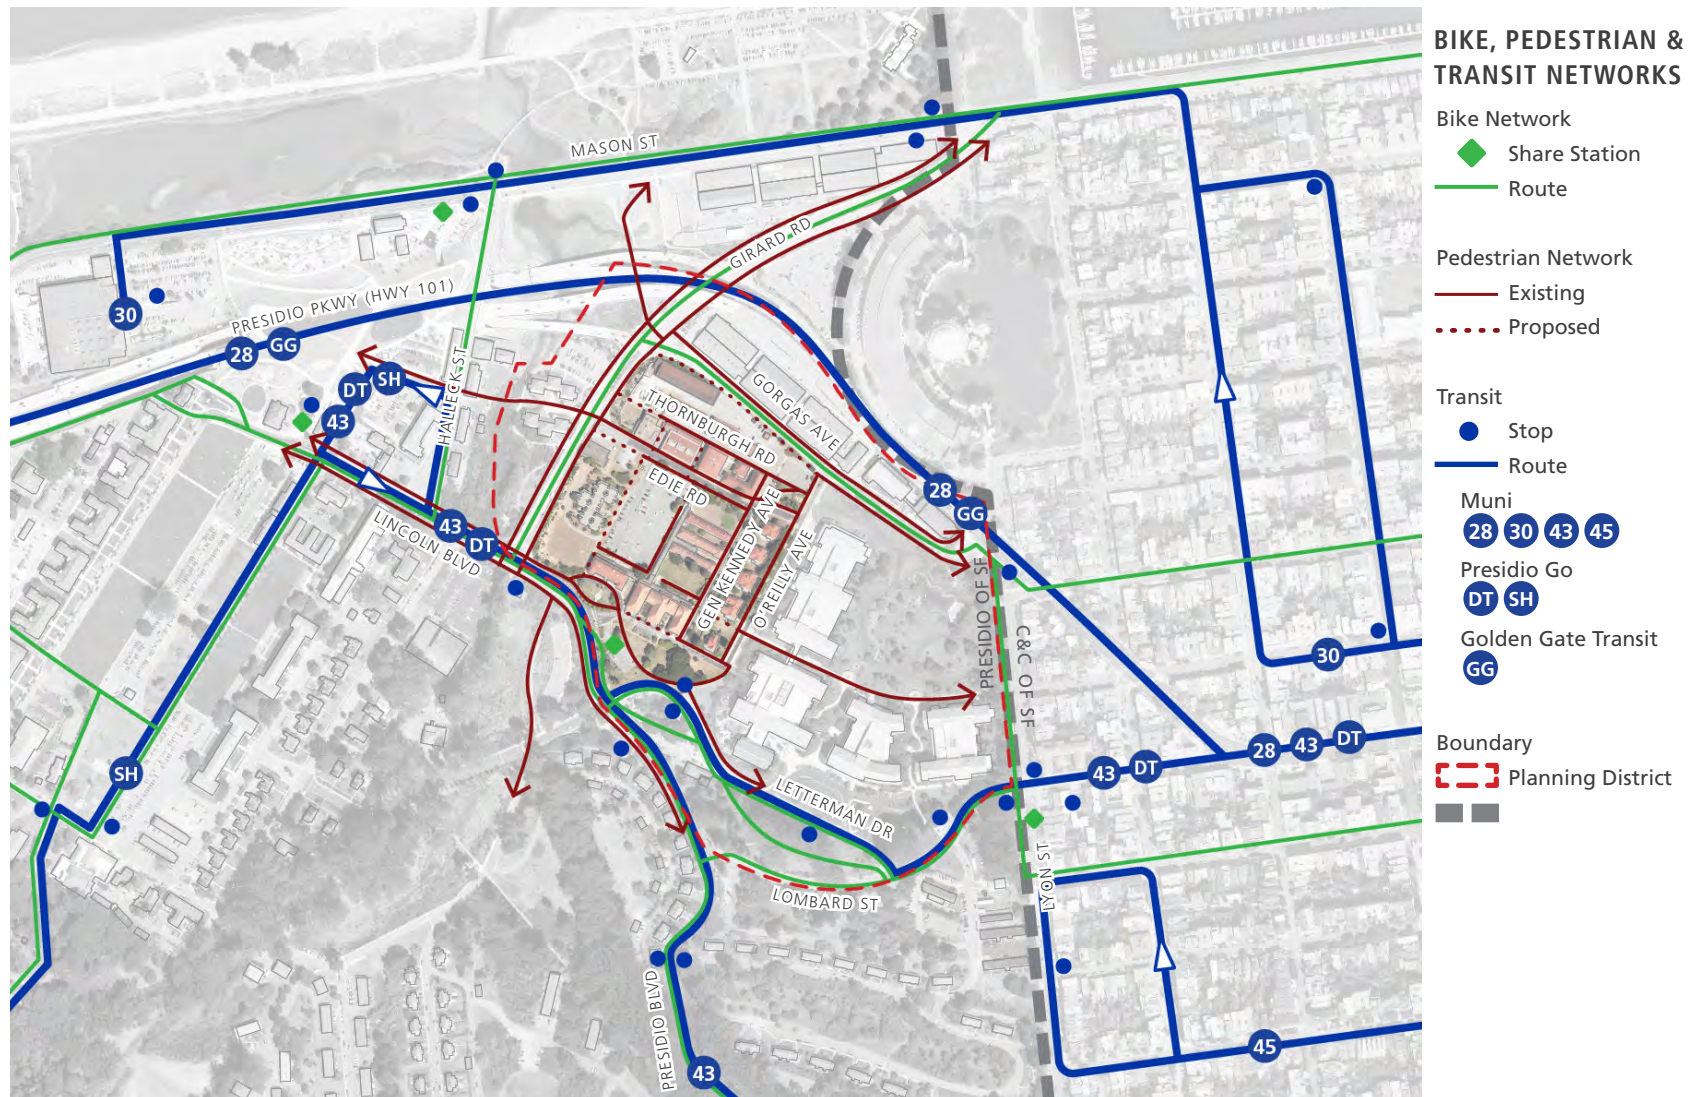 BIKE, PEDESTRIAN &
TRANSIT NETWORKS
Bike Network
Share Station
Route
Pedestrian Network
Existing
Proposed
Transit
Stop
Route
Muni
28 30 43 45
Presidio Go
DT SH
Golden Gate Transit
GG
Boundary
Planning District
MASON ST
GIRARD RD
30
PRESIDIO PKWY (HWY 101)
28 GG
SH
DT
43
HALLECK ST
THORNBURGH RD
GORGAS AVE
EDIE RD
28
GG
43
DT
LINCOLN BLVD
GEN KENNEDY AVE
O'REILLY AVE
PRESIDIO OF SF
C&C OF SF
30
SH
28 43 DT
43 DT
LETTERMAN DR
LOMBARD ST
LYON ST
PRESIDIO BLVD
45
43